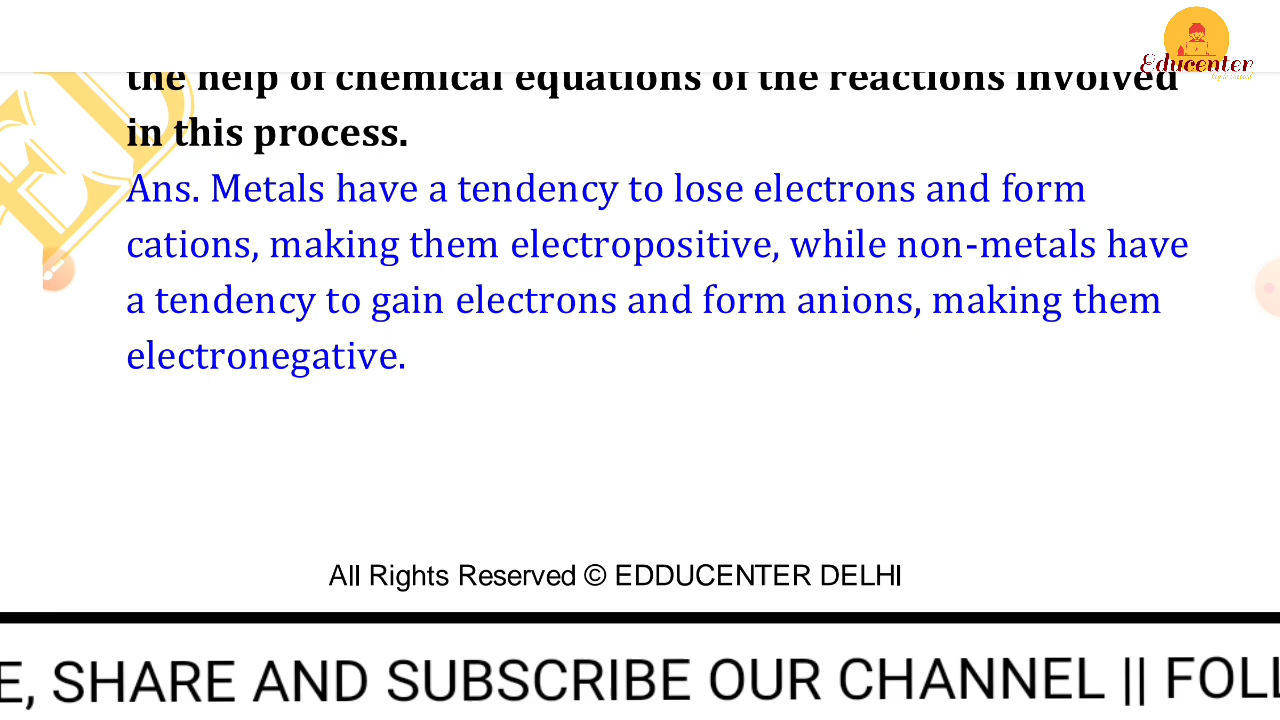 Educenter
the help of chemical equations of the reactions involved
in this process.
Ans. Metals have a tendency to lose electrons and form
cations, making them electropositive, while non-metals have
a tendency to gain electrons and form anions, making them
electronegative.
All Rights Reserved © EDDUCENTER DELHI
E, SHARE AND SUBSCRIBE OUR CHANNEL || FOLL